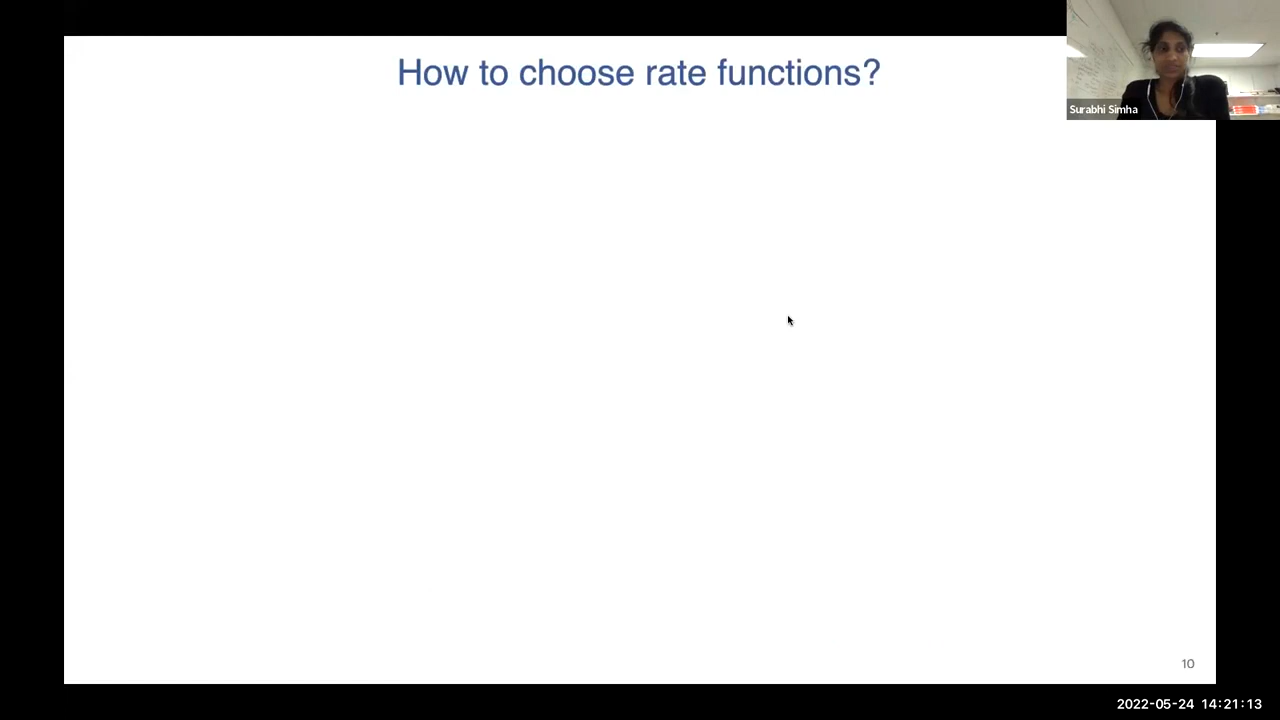 How to choose rate functions?
Surabhi Simha
10
2022-05-24 14:21:13